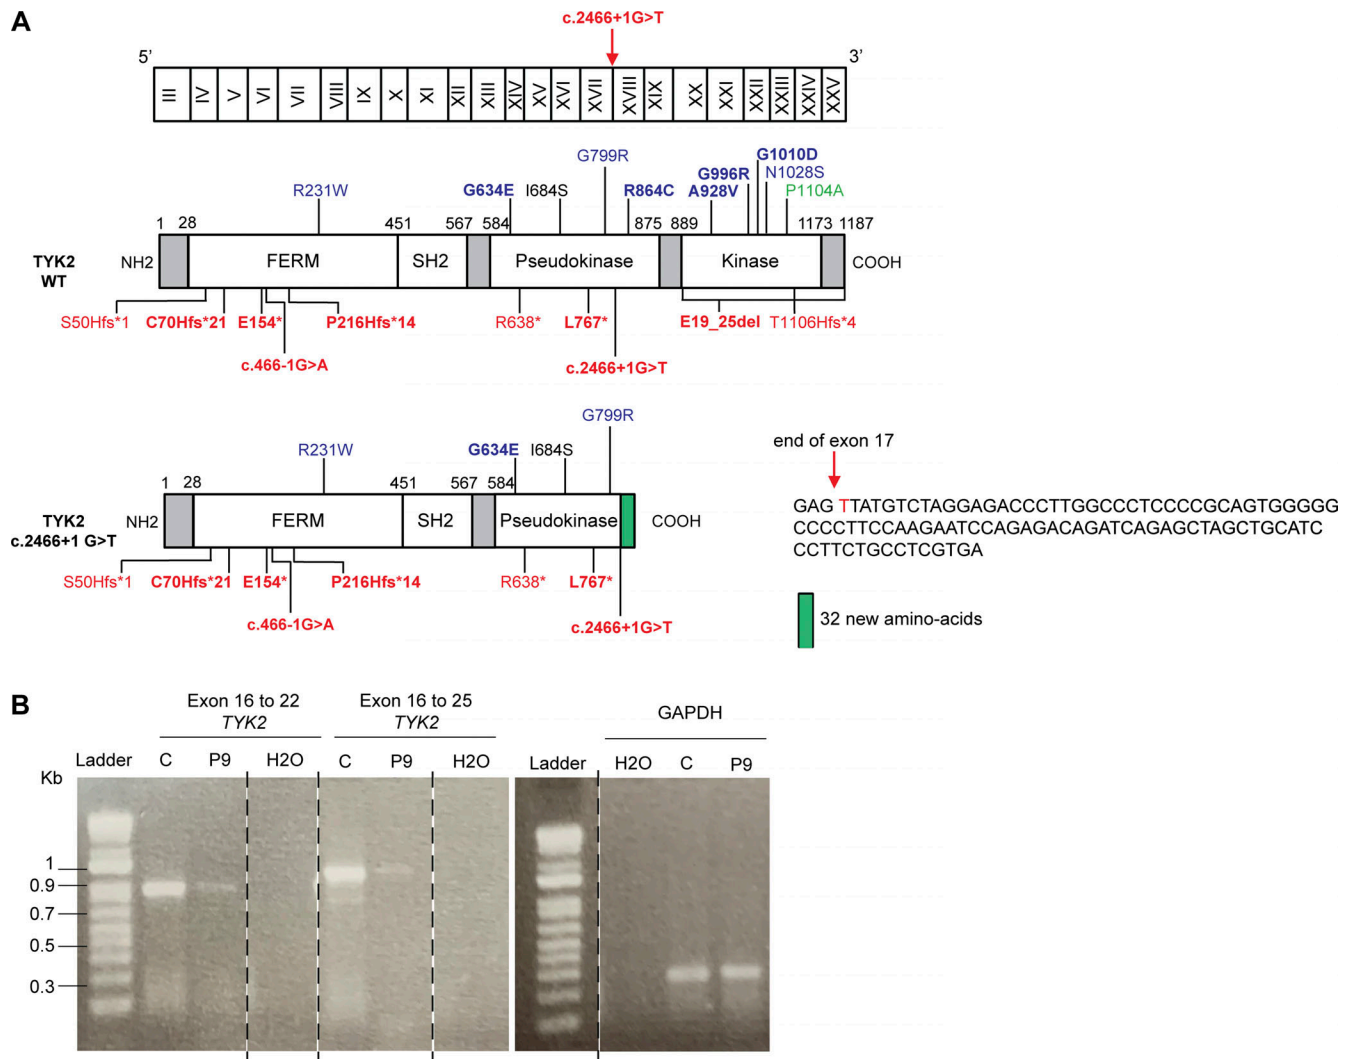 A
c.2466+1G>T
5’
3’
III IV V VI VII VIII IX X XI XII XIII XIV XV XVI XVII XVIII XIX XX XXI XXII XXIII XXIV XXV
G799R
G1010D
G996R
N1028S
R231W
G634E
I684S
R864C
A928V
P1104A
1 28 451 567 584 875 889 1173 1187
TYK2
WT
NH2
FERM
SH2
Pseudokinase
Kinase
COOH
S50Hfs*1
C70Hfs*21
E154*
P216Hfs*14
R638*
L767*
E19_25del
T1106Hfs*4
c.466-1G>A
c.2466+1G>T
G799R
R231W
G634E
I684S
1 28 451 567 584
TYK2
c.2466+1 G>T
NH2
FERM
SH2
Pseudokinase
COOH
S50Hfs*1
C70Hfs*21
E154*
P216Hfs*14
R638*
L767*
c.466-1G>A
c.2466+1G>T
end of exon 17
GAG TTATGTCTAGGAGACCCTTGGCCCTCCCCGCAGTGGGGG
CCCCTTCCAAGAATCCAGAGACAGATCAGAGCTAGCTGCATC
CCTTCTGCCTCGTGA
32 new amino-acids
B
Exon 16 to 22
TYK2
Exon 16 to 25
TYK2
GAPDH
Ladder C P9 H2O C P9 H2O Ladder H2O C P9
Kb
1
0.9
0.7
0.5
0.3